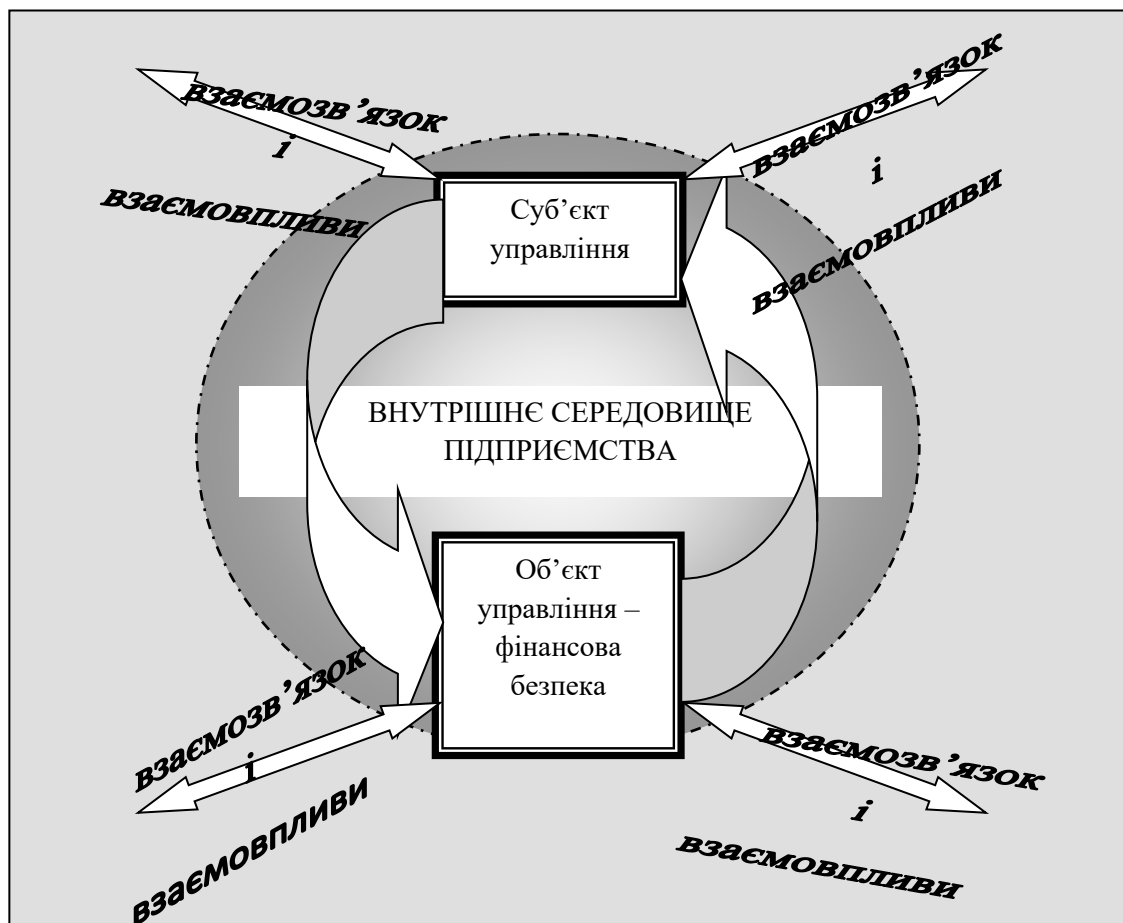 взаємозв’язок
і
взаємовпливи
взаємозв’язок
і
взаємовпливи
Суб’єкт
управління
ВНУТРІШНЄ СЕРЕДОВИЩЕ
ПІДПРИЄМСТВА
Об’єкт
управління –
фінансова
безпека
взаємозв’язок
і
взаємовпливи
взаємозв’язок
і
взаємовпливи